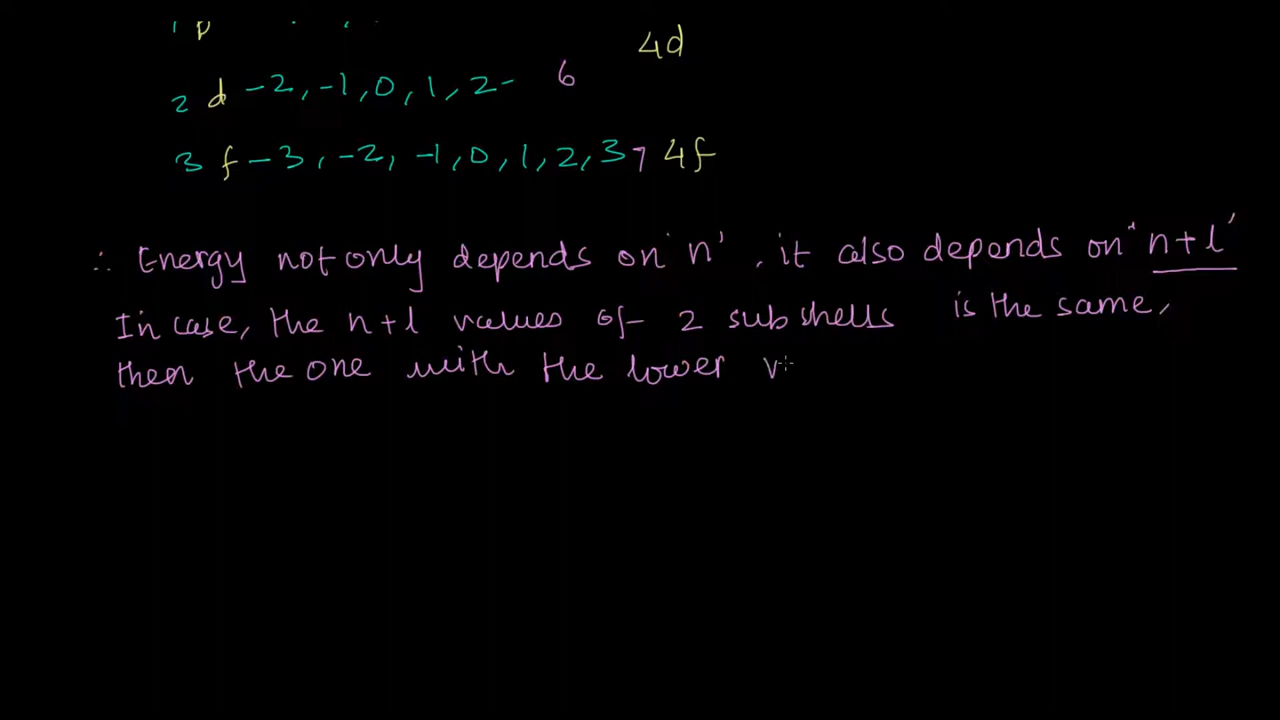 4d
2 d -2, -1, 0, 1, 2- 6
3 f -3, -2, -1, 0, 1, 2, 3 7 4f
∴ Energy not only depends on 'n', it also depends on 'n+l'
In case, the n+l values of 2 subshells is the same,
then the one with the lower